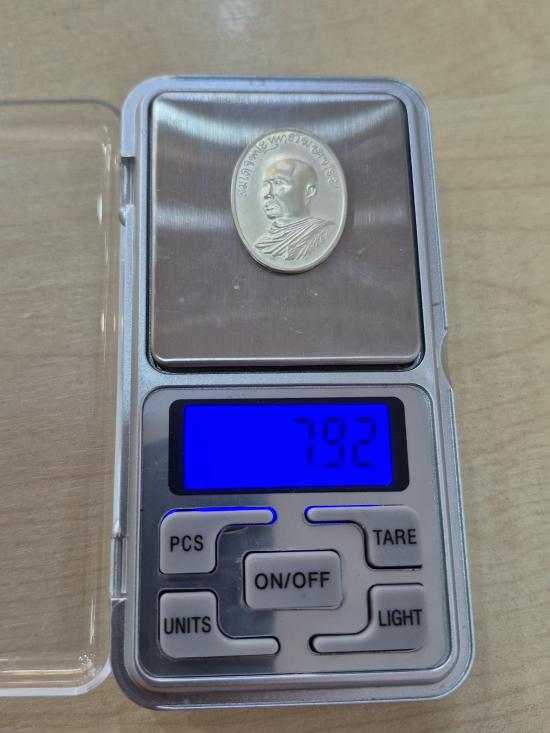 7.92
PCS
TARE
ON/OFF
UNITS
LIGHT